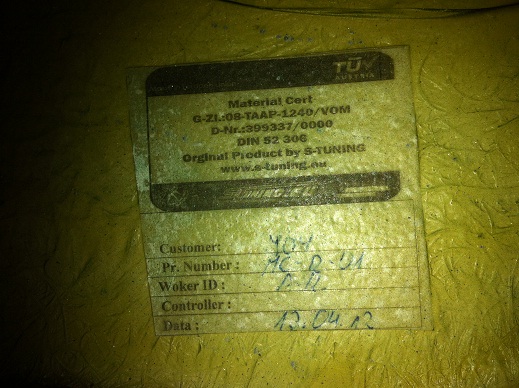 TÜV
AUSTRIA
Material Cert
G-ZL:08-TAAP-1240/VOM
D-Nr.:399337/0000
DIN 52 306
Orginal Product by S-TUNING
www.s-tuning.eu
Customer:
Pr. Number :
Woker ID :
Controller :
Data : 12.04.12